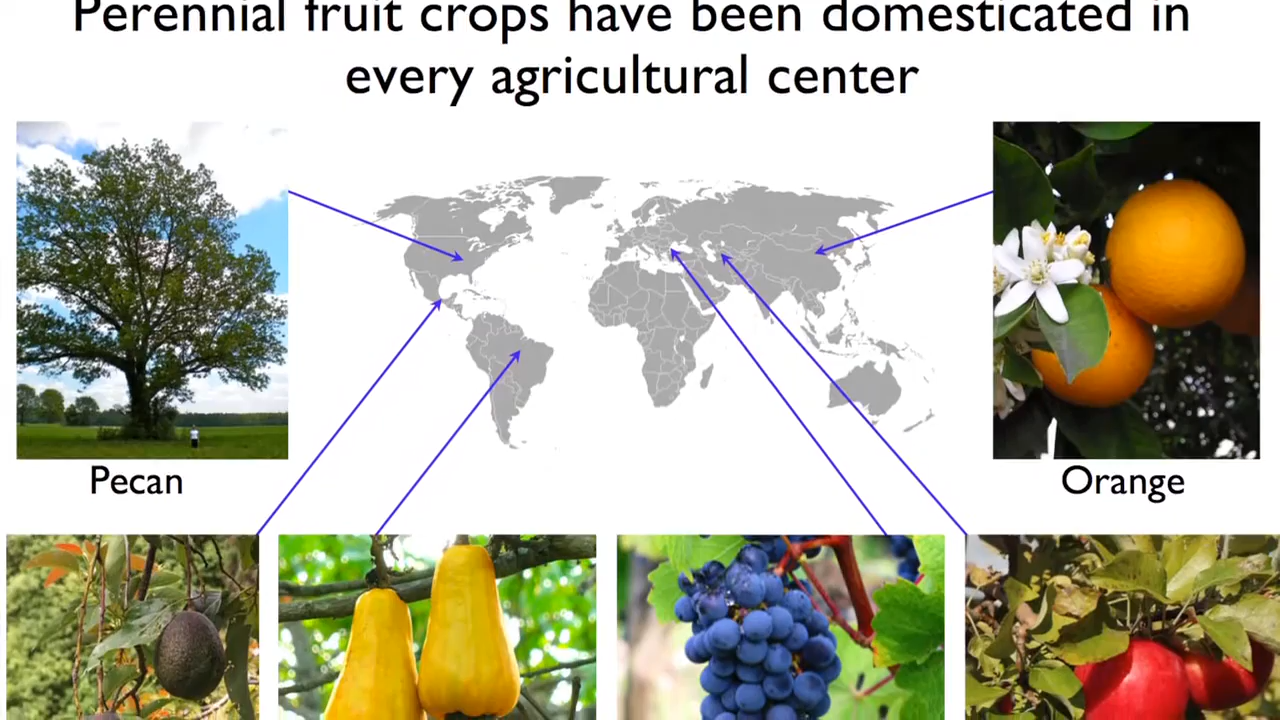 Perennial fruit crops have been domesticated in
every agricultural center
Pecan
Orange